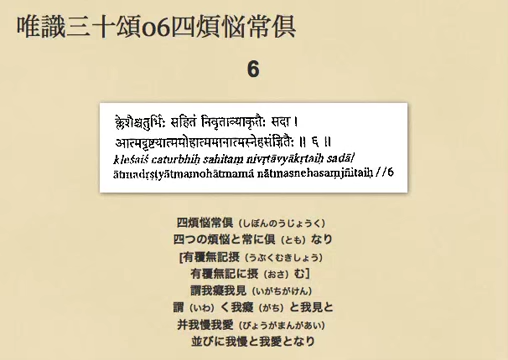 唯識三十頌06四煩悩常倶
6
क्लेशैश्चतुर्भिः सहितं निवृताव्याकृतैः सदा।
आत्मदृष्ट्यात्ममोहात्ममानात्मस्नेहसंज्ञितैः॥ ६ ॥
kleśaiś caturbhiḥ sahitaṃ nivṛtāvyākṛtaiḥ sadā/
ātmadṛṣṭyātmamohātmamā nātmasnehasaṃjñitaiḥ//6
四煩悩常倶（しぼんのうじょうく）
四つの煩悩と常に倶（とも）なり
[有覆無記摂（うぶくむきしょう）
有覆無記に摂（おさ）む]
謂我癡我見（いがちがけん）
謂（いわ）く我癡（がち）と我見と
并我慢我愛（びょうがまんがあい）
並びに我慢と我愛となり